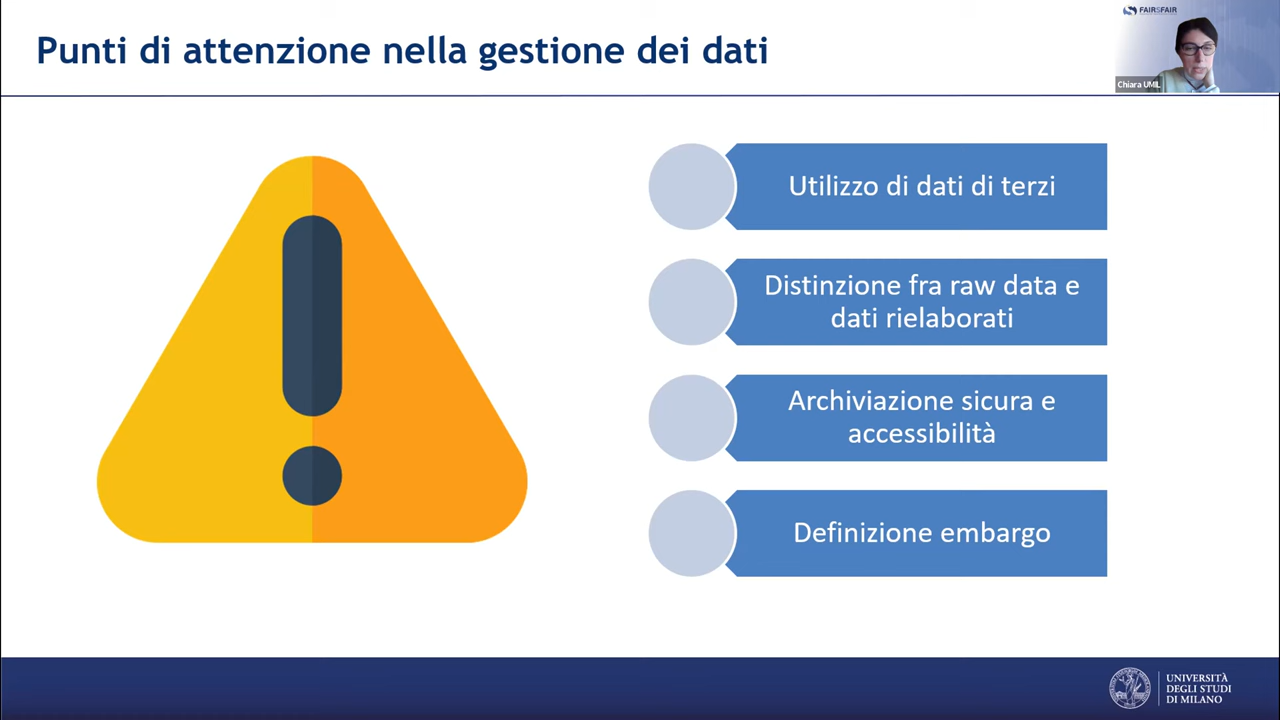 Punti di attenzione nella gestione dei dati
FAIRSFAIR
Chiara UMIL
Utilizzo di dati di terzi
Distinzione fra raw data e
dati rielaborati
Archiviazione sicura e
accessibilità
Definizione embargo
UNIVERSITÀ
DEGLI STUDI
DI MILANO